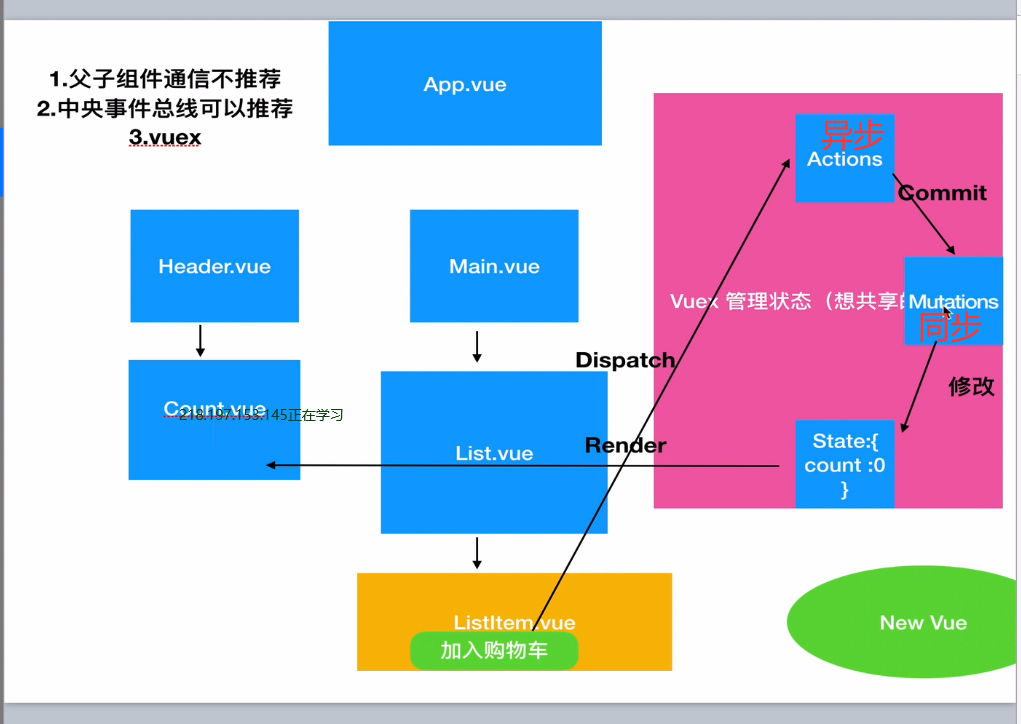 1.父子组件通信不推荐
2.中央事件总线可以推荐
3.vuex
App.vue
异步
Actions
Commit
Header.vue
Main.vue
Vuex 管理状态（想共享的
Mutations
同步
Dispatch
修改
Count.vue
218.197.153.145正在学习
List.vue
Render
State:{
count :0
}
ListItem.vue
加入购物车
New Vue